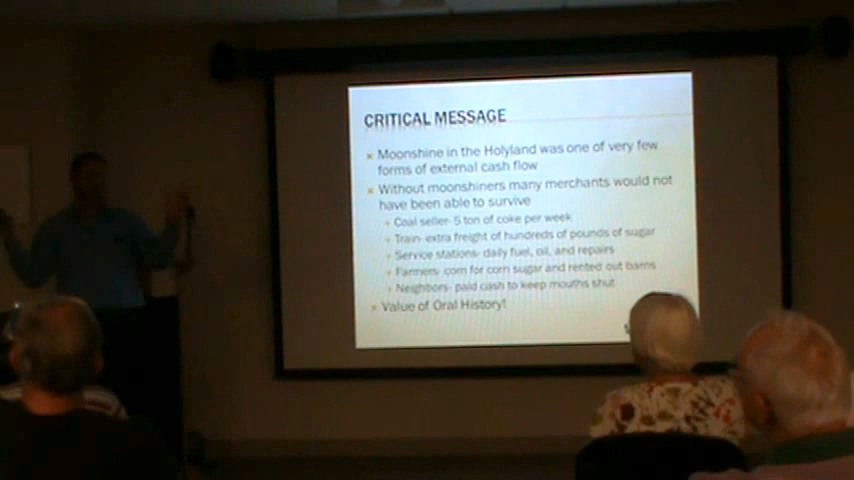 CRITICAL MESSAGE
Moonshine in the Holyland was one of very few
forms of external cash flow
Without moonshiners many merchants would not
have been able to survive
Coal seller- 5 ton of coke per week
Train- extra freight of hundreds of pounds of sugar
Service stations- daily fuel, oil, and repairs
Farmers- corn for corn sugar and rented out barns
Neighbors- paid cash to keep mouths shut
Value of Oral History!